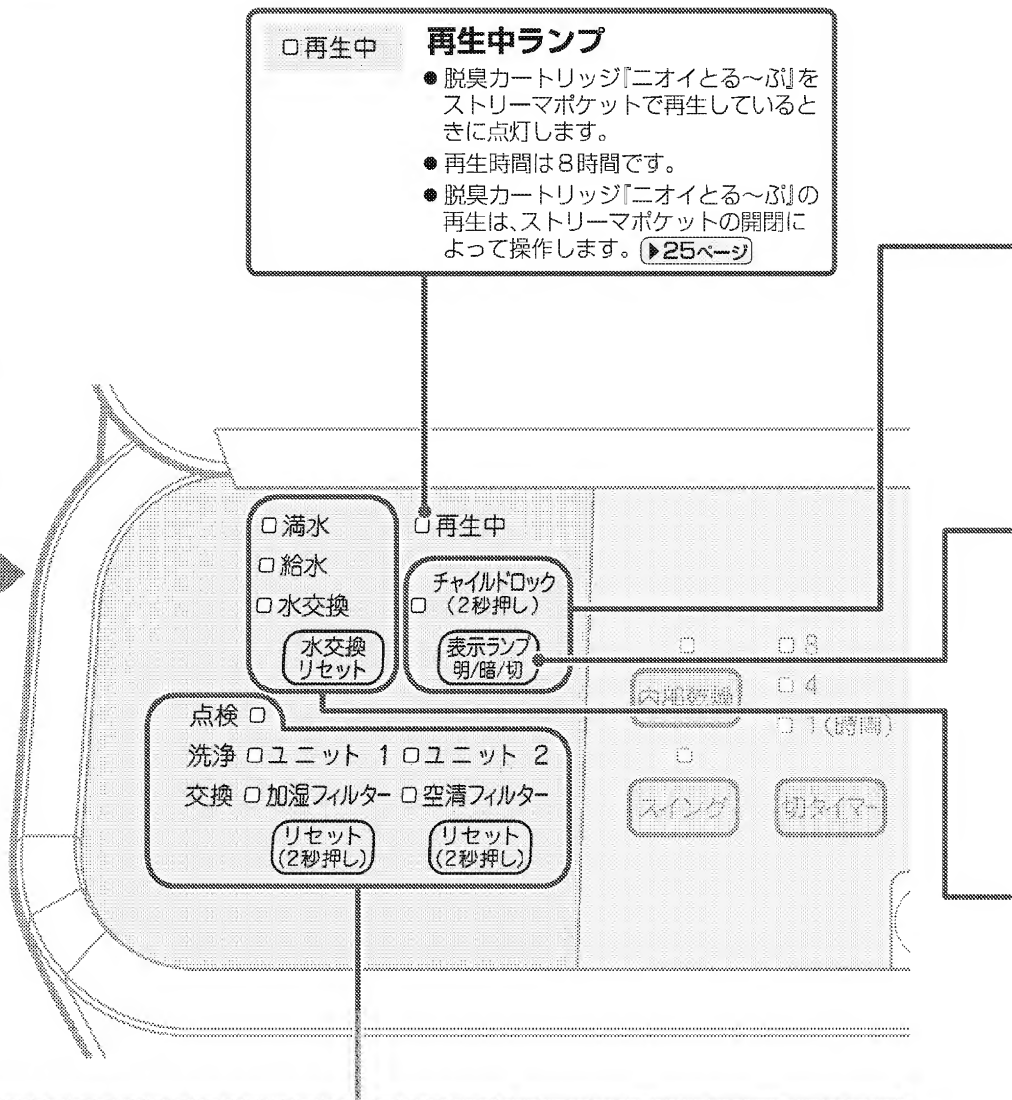 再生中
再生中ランプ
●脱臭カートリッジ『ニオイとる〜ぷ』を
ストリーマポケットで再生していると
きに点灯します。
●再生時間は8時間です。
●脱臭カートリッジ『ニオイとる〜ぷ』の
再生は、ストリーマポケットの開閉に
よって操作します。▶25ページ
満水
再生中
給水
チャイルドロック
(2秒押し)
水交換
水交換
リセット
表示ランプ
明/暗/切
8
内部乾燥
4
1(時間)
点検
洗浄 ユニット 1 ユニット 2
交換 加湿フィルター 空清フィルター
スイング
切タイマー
リセット
(2秒押し)
リセット
(2秒押し)